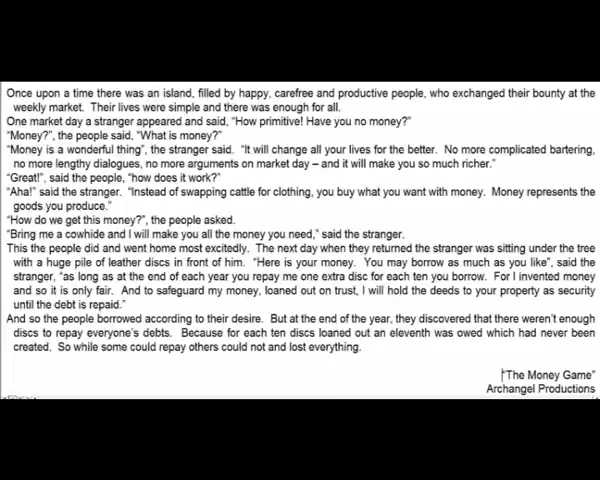 Once upon a time there was an island, filled by happy, carefree and productive people, who exchanged their bounty at the
weekly market. Their lives were simple and there was enough for all.
One market day a stranger appeared and said, "How primitive! Have you no money?"
"Money?", the people said, "What is money?"
"Money is a wonderful thing", the stranger said. "It will change all your lives for the better. No more complicated bartering,
no more lengthy dialogues, no more arguments on market day – and it will make you so much richer."
"Great!", said the people, "how does it work?"
"Aha!" said the stranger. "Instead of swapping cattle for clothing, you buy what you want with money. Money represents the
goods you produce."
"How do we get this money?", the people asked.
"Bring me a cowhide and I will make you all the money you need," said the stranger.
This the people did and went home most excitedly. The next day when they returned the stranger was sitting under the tree
with a huge pile of leather discs in front of him. "Here is your money. You may borrow as much as you like", said the
stranger, "as long as at the end of each year you repay me one extra disc for each ten you borrow. For I invented money
and so it is only fair. And to safeguard my money, loaned out on trust, I will hold the deeds to your property as security
until the debt is repaid."
And so the people borrowed according to their desire. But at the end of the year, they discovered that there weren't enough
discs to repay everyone's debts. Because for each ten discs loaned out an eleventh was owed which had never been
created. So while some could repay others could not and lost everything.
"The Money Game"
Archangel Productions